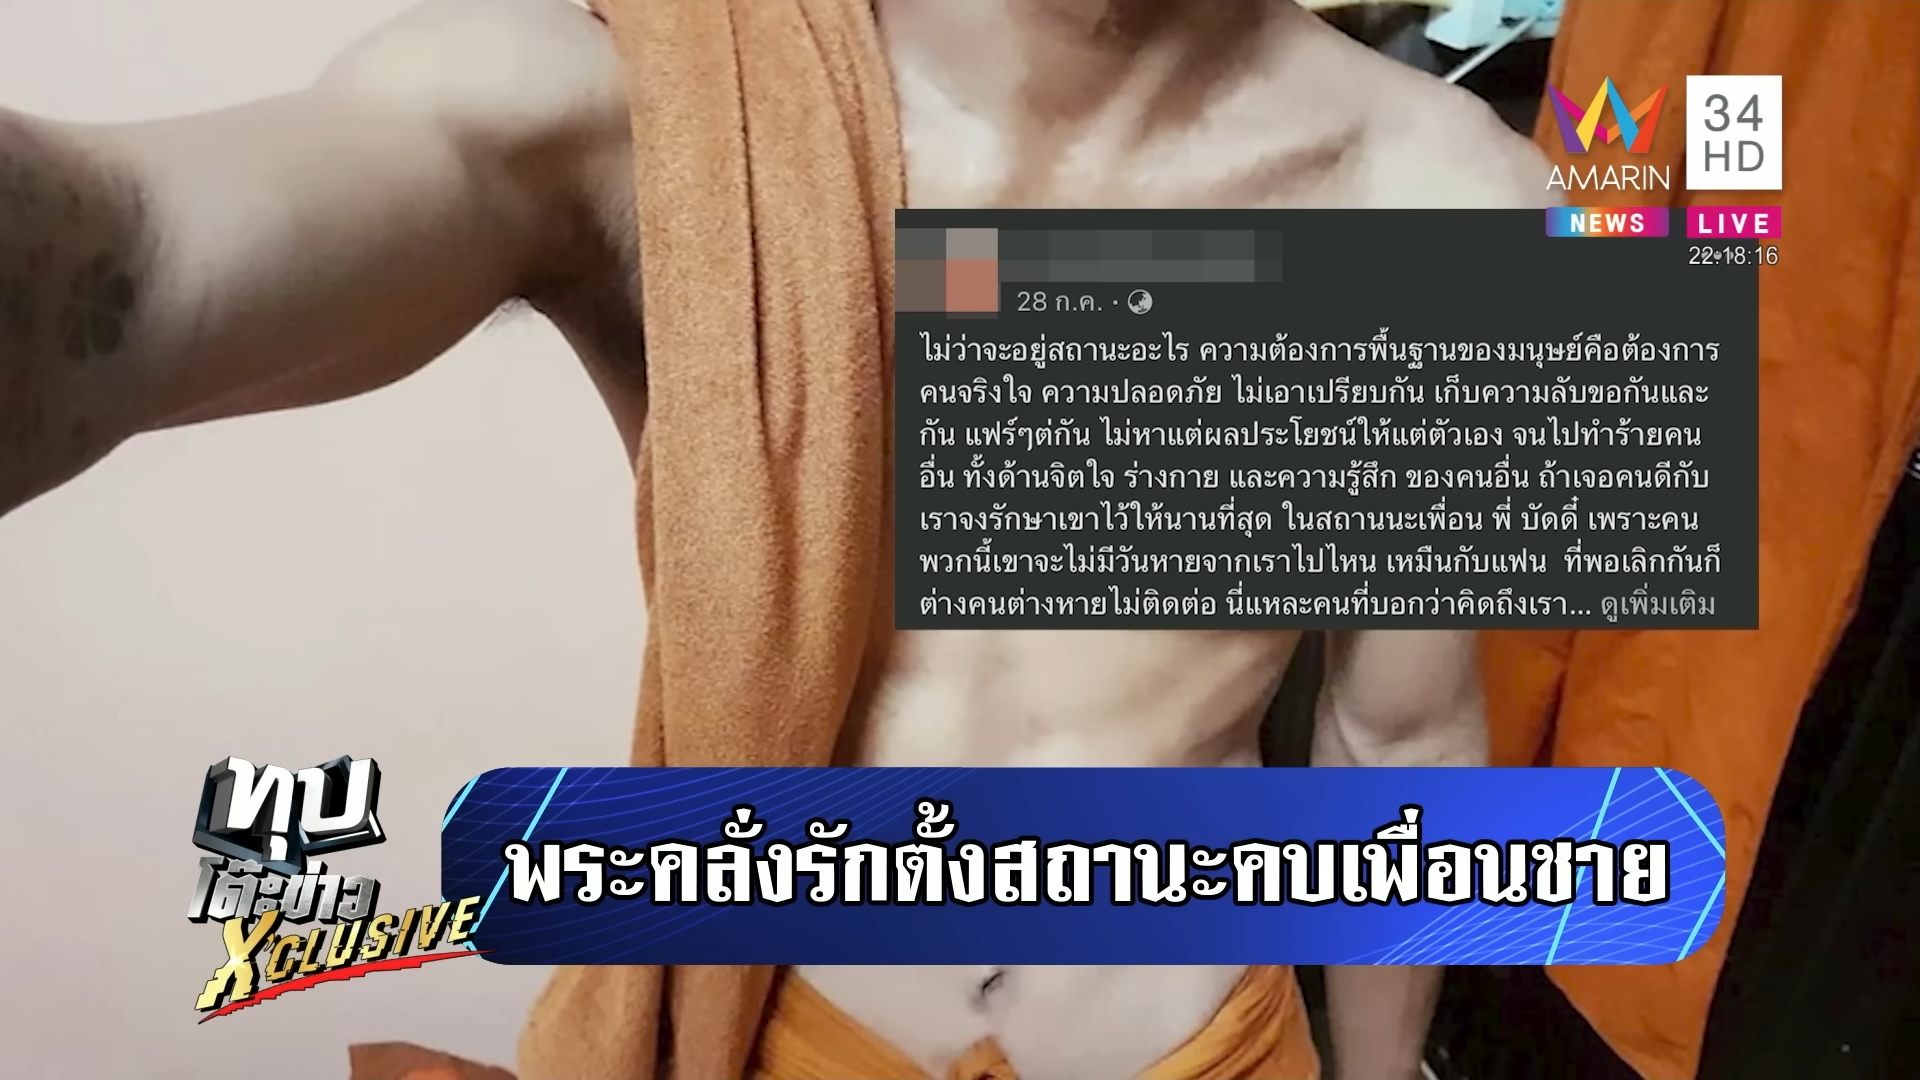 AMARIN
34
HD
NEWS
LIVE
22:18:16
28 ก.ค. ·
ไม่ว่าจะอยู่สถานะอะไร ความต้องการพื้นฐานของมนุษย์คือต้องการ
คนจริงใจ ความปลอดภัย ไม่เอาเปรียบกัน เก็บความลับขอกันและ
กัน แฟร์ๆต่กัน ไม่หาแต่ผลประโยชน์ให้แต่ตัวเอง จนไปทำร้ายคน
อื่น ทั้งด้านจิตใจ ร่างกาย และความรู้สึก ของคนอื่น ถ้าเจอคนดีกับ
เราจงรักษาเขาไว้ให้นานที่สุด ในสถานนะเพื่อน พี่ บัดดี๋ เพราะคน
พวกนี้เขาจะไม่มีวันหายจากเราไปไหน เหมืนกับแฟน ที่พอเลิกกันก็
ต่างคนต่างหายไม่ติดต่อ นี่แหละคนที่บอกว่าคิดถึงเรา... ดูเพิ่มเติม
ทุบ
โต๊ะข่าว
X'CLUSIVE
พระคลั่งรักตั้งสถานะคบเพื่อนชาย